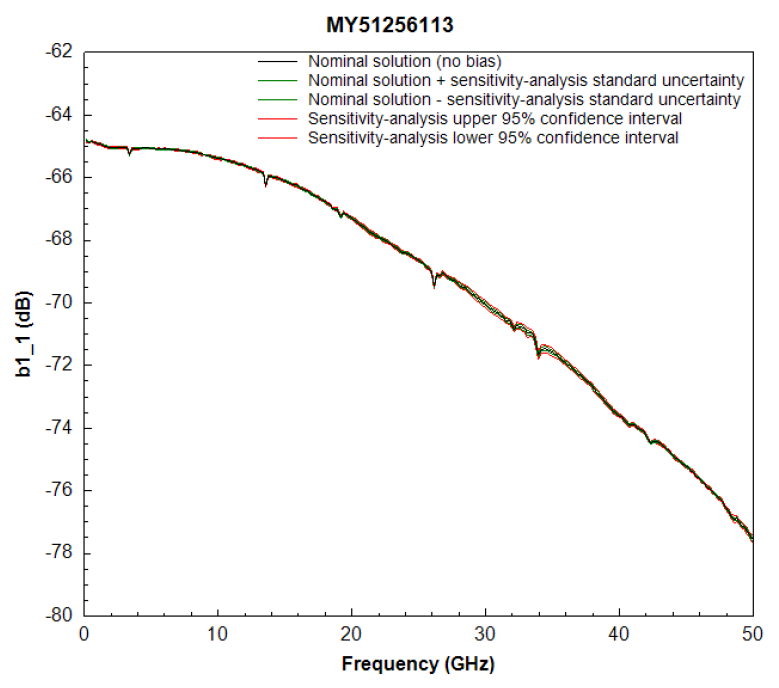 MY51256113
-62
Nominal solution (no bias)
Nominal solution + sensitivity-analysis standard uncertainty
-64
Nominal solution - sensitivity-analysis standard uncertainty
Sensitivity-analysis upper 95% confidence interval
Sensitivity-analysis lower 95% confidence interval
-66
-68
-70
b1_1 (dB)
-72
-74
-76
-78
-80
0 10 20 30 40 50
Frequency (GHz)